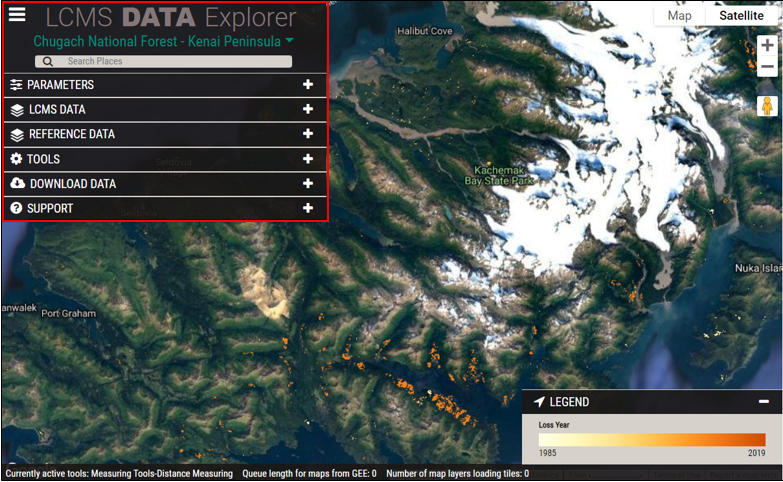 LCMS DATA Explorer
Chugach National Forest - Kenai Peninsula
Search Places
PARAMETERS +
LCMS DATA +
REFERENCE DATA +
TOOLS +
DOWNLOAD DATA +
SUPPORT +
Map Satellite
+
−
Halibut Cove
Seldovia
Kachemak
Bay State Park
Nuka Islan
anwalek
Port Graham
LEGEND −
Loss Year
1985 2019
Currently active tools: Measuring Tools-Distance Measuring Queue length for maps from GEE: 0 Number of map layers loading tiles: 0